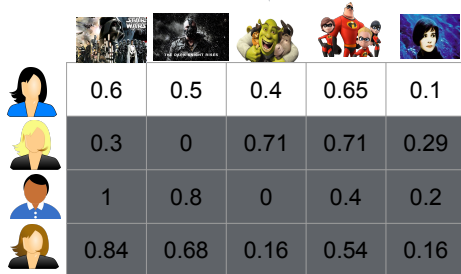 STAR WARS
THE DARK KNIGHT RISES
0.6 0.5 0.4 0.65 0.1
0.3 0 0.71 0.71 0.29
1 0.8 0 0.4 0.2
0.84 0.68 0.16 0.54 0.16